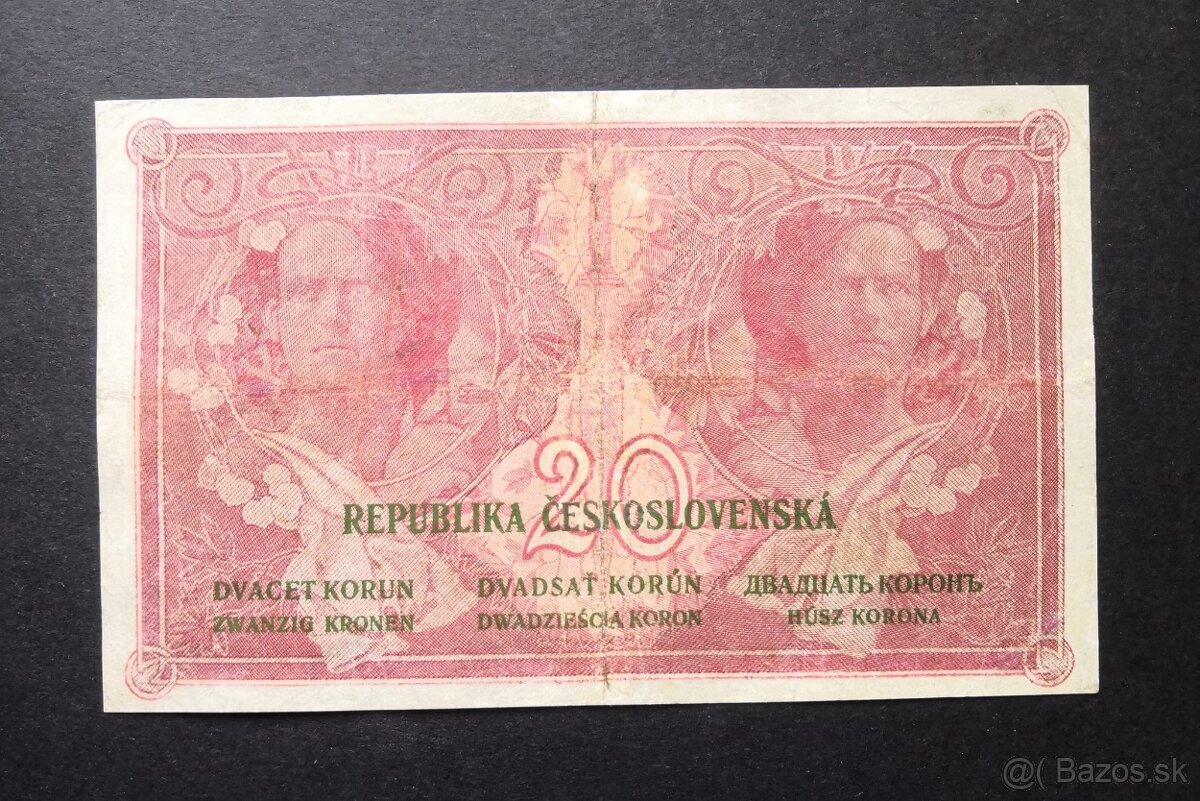 20
REPUBLIKA ČESKOSLOVENSKÁ
DVACET KORUN
DVADSAŤ KORÚN
ДВАДЦАТЬ КОРОНЪ
ZWANZIG KRONEN
DWADZIEŚCIA KORON
HÚSZ KORONA
@( Bazos.sk